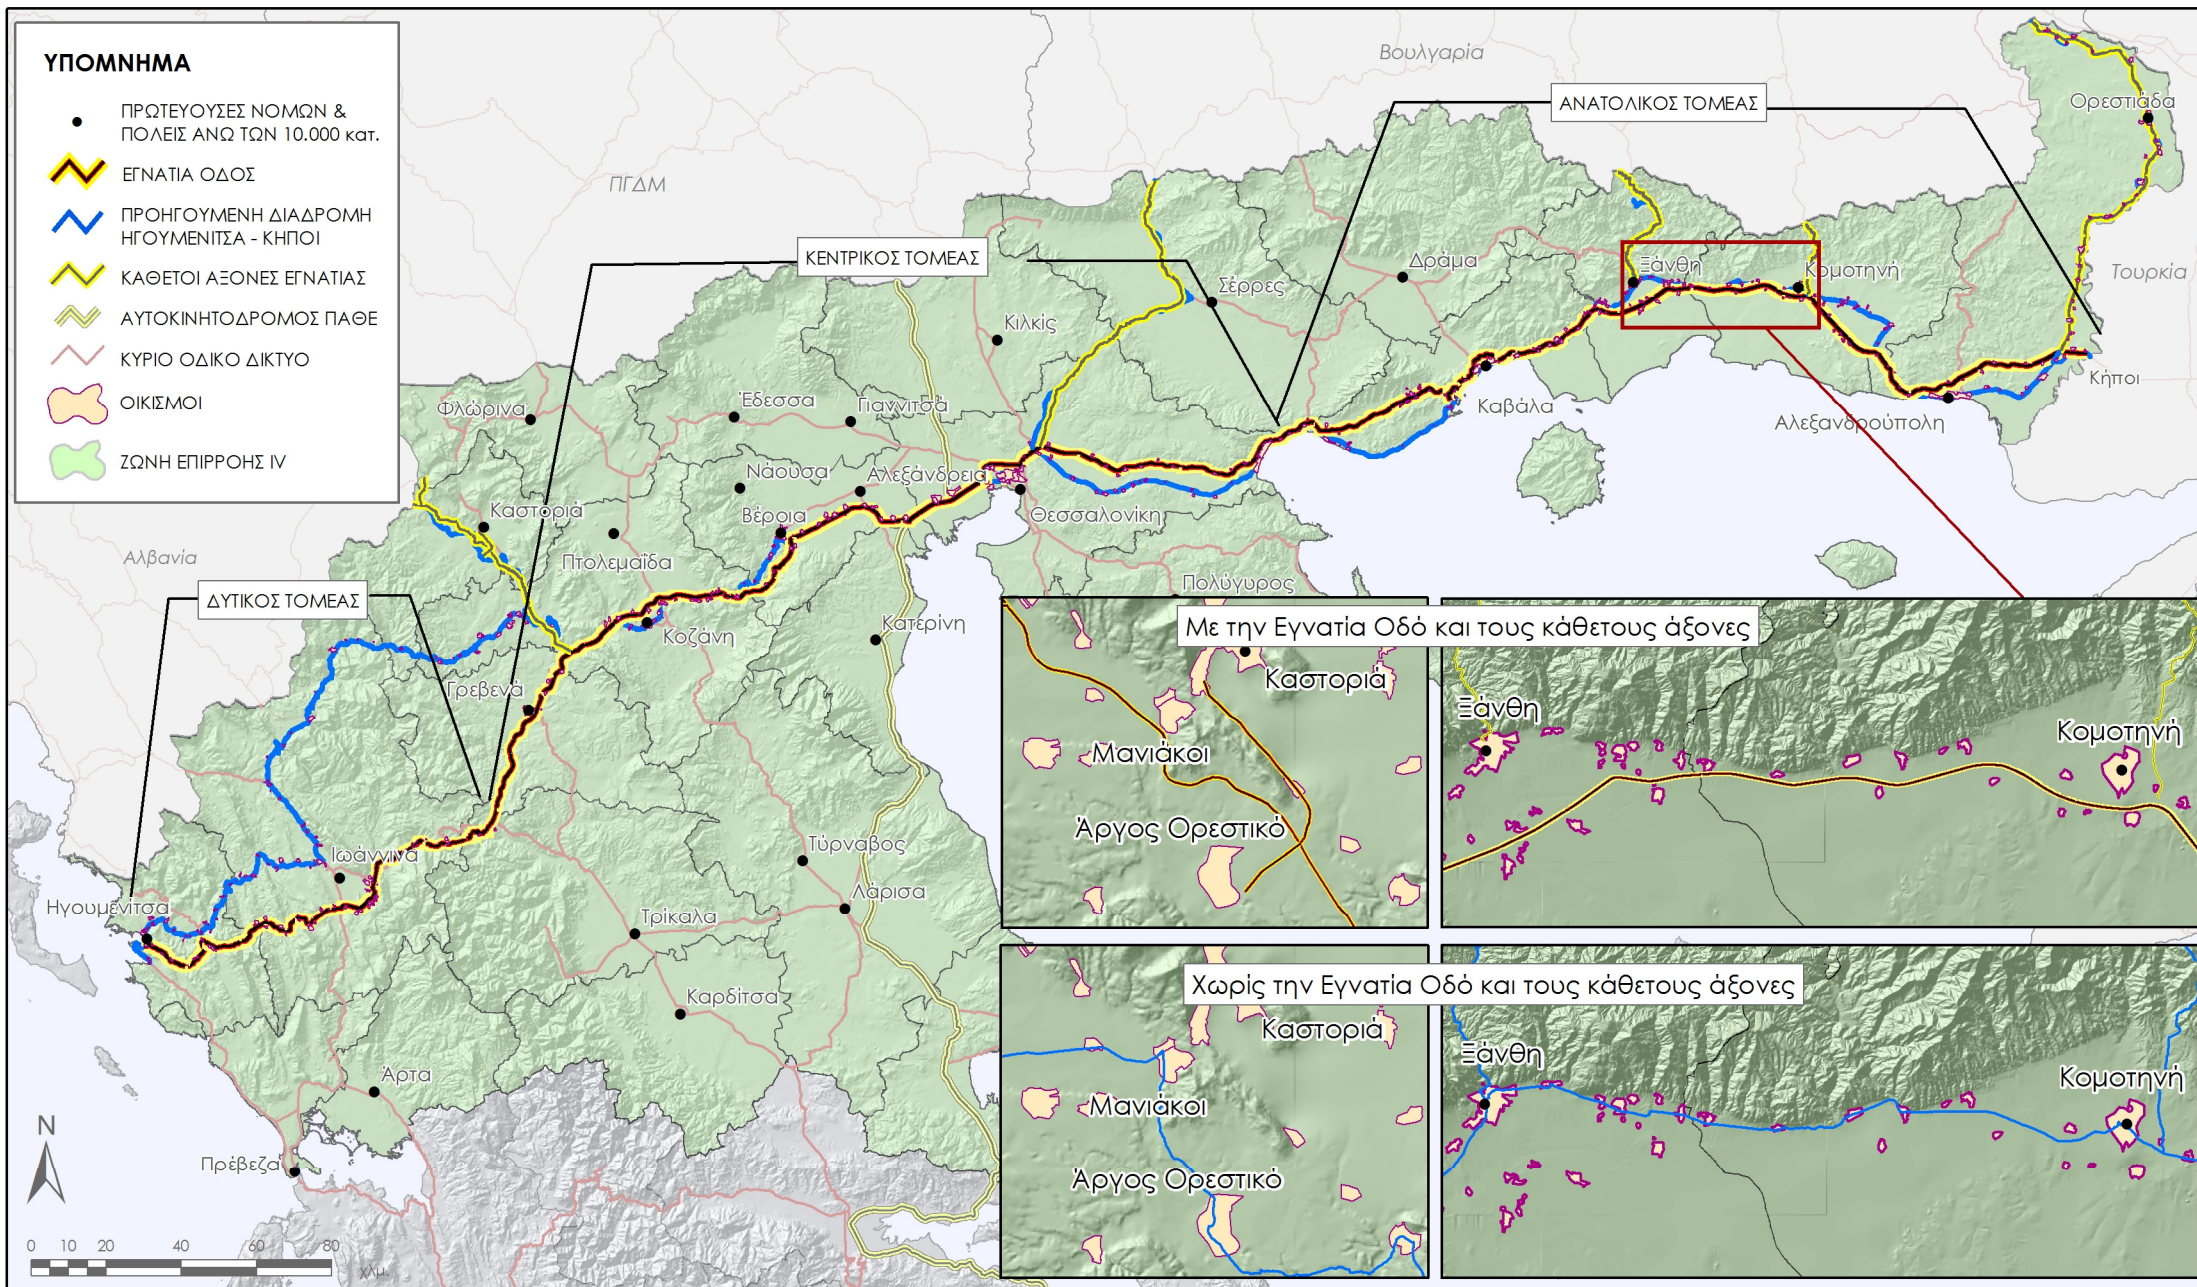 ΥΠΟΜΝΗΜΑ
ΠΡΩΤΕΥΟΥΣΕΣ ΝΟΜΩΝ &
ΠΟΛΕΙΣ ΑΝΩ ΤΩΝ 10.000 κατ.
ΕΓΝΑΤΙΑ ΟΔΟΣ
ΠΡΟΗΓΟΥΜΕΝΗ ΔΙΑΔΡΟΜΗ
ΗΓΟΥΜΕΝΙΤΣΑ - ΚΗΠΟΙ
ΚΑΘΕΤΟΙ ΑΞΟΝΕΣ ΕΓΝΑΤΙΑΣ
ΑΥΤΟΚΙΝΗΤΟΔΡΟΜΟΣ ΠΑΘΕ
ΚΥΡΙΟ ΟΔΙΚΟ ΔΙΚΤΥΟ
ΟΙΚΙΣΜΟΙ
ΖΩΝΗ ΕΠΙΡΡΟΗΣ IV
Βουλγαρία
ΑΝΑΤΟΛΙΚΟΣ ΤΟΜΕΑΣ
Ορεστιάδα
ΠΓΔΜ
ΚΕΝΤΡΙΚΟΣ ΤΟΜΕΑΣ
Δράμα
Ξάνθη
Κομοτηνή
Τουρκία
Σέρρες
Κιλκίς
Κήποι
Φλώρινα
Έδεσσα
Γιαννιτσά
Καβάλα
Αλεξανδρούπολη
Νάουσα
Αλεξάνδρεια
Καστοριά
Βέροια
Θεσσαλονίκη
Αλβανία
Πτολεμαΐδα
Πολύγυρος
ΔΥΤΙΚΟΣ ΤΟΜΕΑΣ
Κοζάνη
Κατερίνη
Γρεβενά
Ιωάννινα
Τύρναβος
Λάρισα
Ηγουμενίτσα
Τρίκαλα
Καρδίτσα
Άρτα
Πρέβεζα
Με την Εγνατία Οδό και τους κάθετους άξονες
Καστοριά
Μανιάκοι
Άργος Ορεστικό
Ξάνθη
Κομοτηνή
Χωρίς την Εγνατία Οδό και τους κάθετους άξονες
Καστοριά
Μανιάκοι
Άργος Ορεστικό
Ξάνθη
Κομοτηνή
N
0 10 20 40 60 80
χλμ.